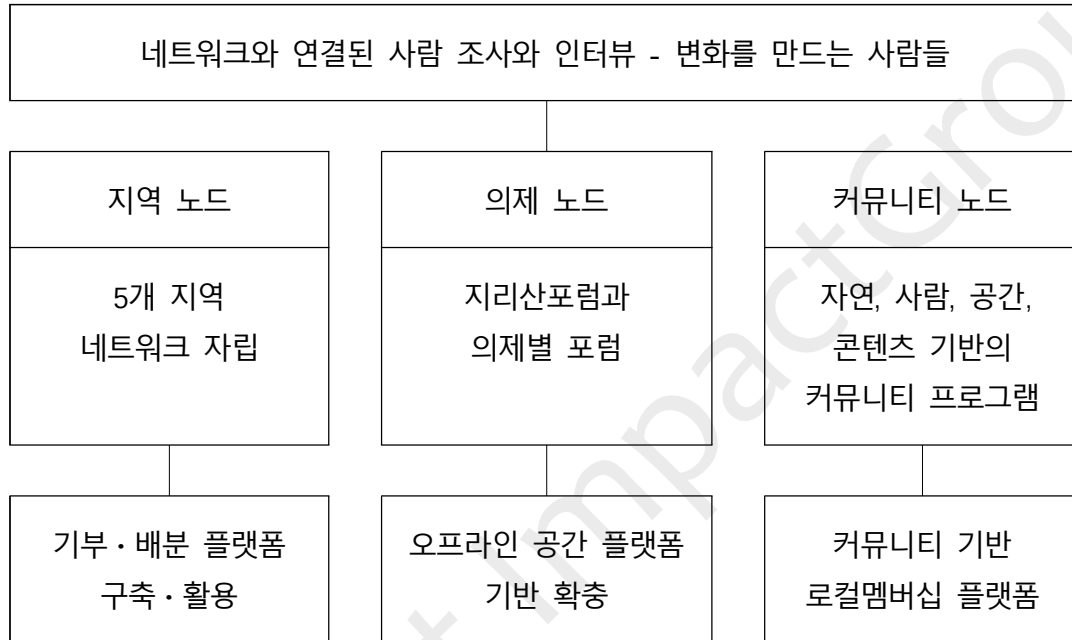 네트워크와 연결된 사람 조사와 인터뷰 - 변화를 만드는 사람들
지역 노드
의제 노드
커뮤니티 노드
5개 지역
네트워크 자립
지리산포럼과
의제별 포럼
자연, 사람, 공간,
콘텐츠 기반의
커뮤니티 프로그램
기부·배분 플랫폼
구축·활용
오프라인 공간 플랫폼
기반 확충
커뮤니티 기반
로컬멤버십 플랫폼